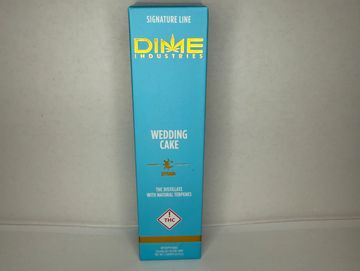 SIGNATURE LINE
DIME
INDUSTRIES
WEDDING
CAKE
THC DISTILLATE
WITH NATURAL TERPENES
!
THC